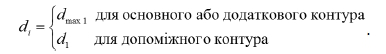 d_i = { d_max 1 для основного або додаткового контура
d_1 для допоміжного контура .